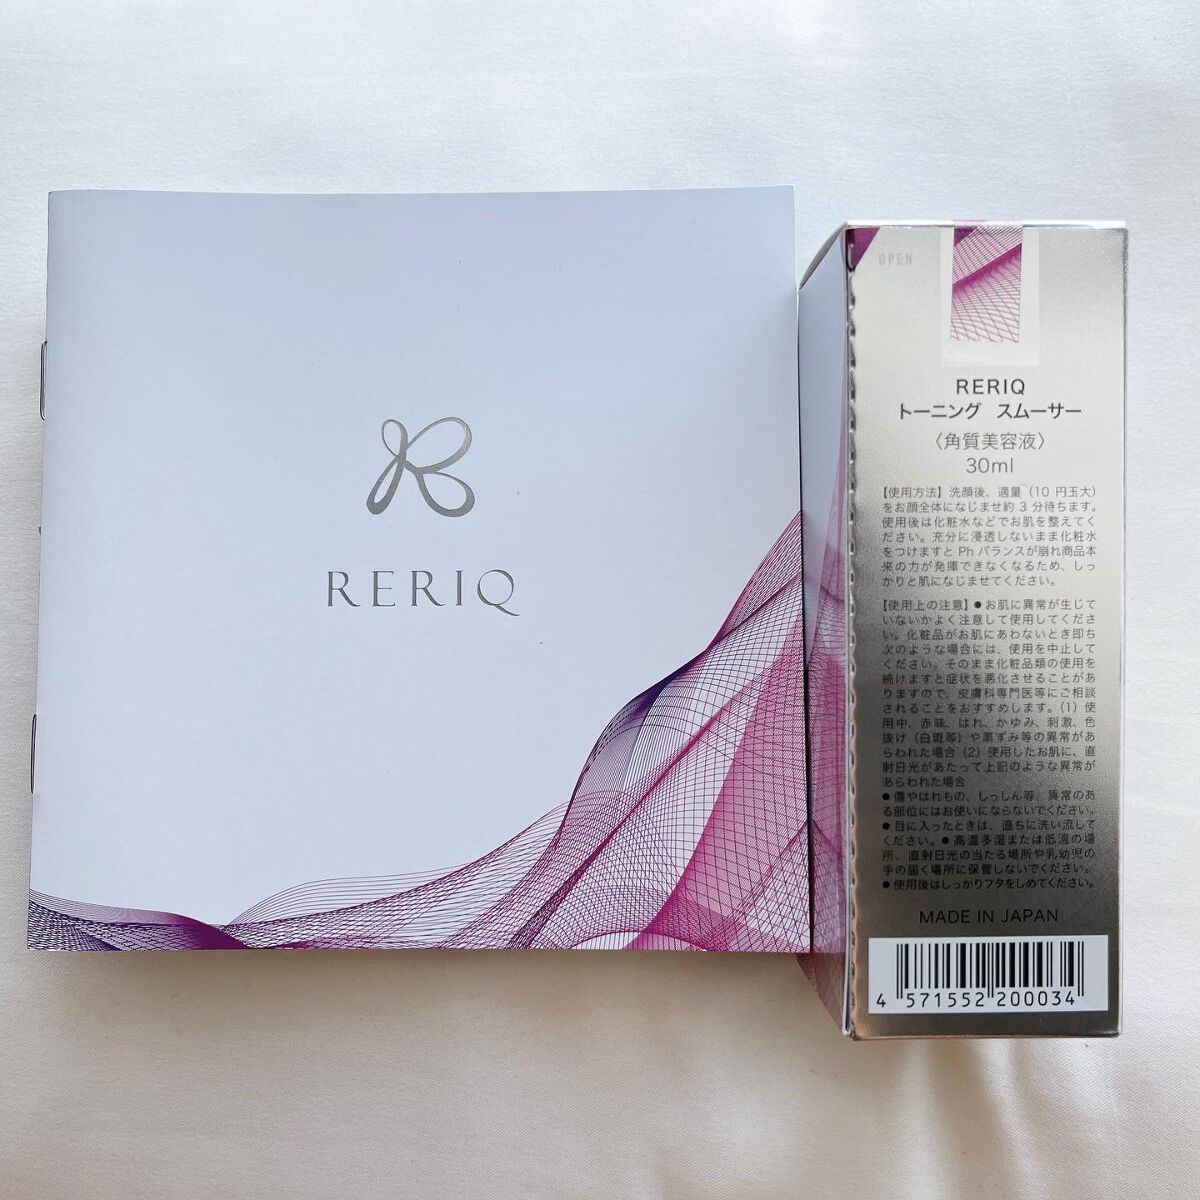 RERIQ
OPEN
RERIQ
トーニング スムーサー
〈角質美容液〉
30ml
【使用方法】洗顔後、適量（10 円玉大）
をお顔全体になじませ約 3 分待ちます。
使用後は化粧水などでお肌を整えてく
ださい。充分に浸透しないまま化粧水
をつけますと Ph バランスが崩れ商品本
来の力が発揮できなくなるため、しっ
かりと肌になじませてください。
【使用上の注意】●お肌に異常が生じて
いないかよく注意して使用してくださ
い。化粧品がお肌にあわないとき即ち
次のような場合には、使用を中止して
ください。そのまま化粧品類の使用を
続けますと症状を悪化させることがあ
りますので、皮膚科専門医等にご相談
されることをおすすめします。(1) 使
用中、赤味、はれ、かゆみ、刺激、色
抜け（白斑等）や黒ずみ等の異常があ
らわれた場合（2）使用したお肌に、直
射日光があたって上記のような異常が
あらわれた場合
●傷やはれもの、しっしん等、異常のあ
る部位にはお使いにならないでください。
●目に入ったときは、直ちに洗い流して
ください。●高温多湿または低温の場
所、直射日光の当たる場所や乳幼児の
手の届く場所に保管しないでください。
●使用後はしっかりフタをしめてください。
MADE IN JAPAN
4 571552 200034